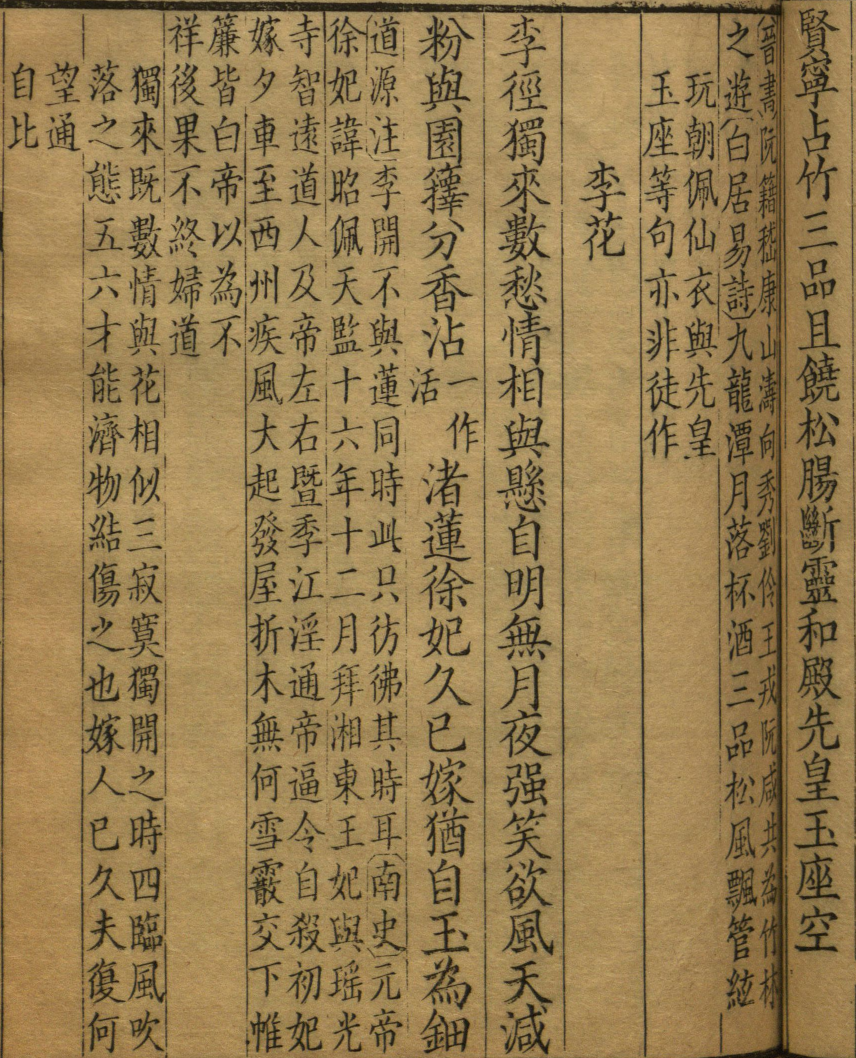 賢寧占竹三品且饒松腸斷靈和殿先皇玉座空
晉書阮籍嵇康山濤向秀劉伶王戎阮咸共為竹林
之遊白居易詩九龍潭月落杯酒三品松風飄管絃
玩朝佩仙衣與先皇
玉座等句亦非徒作
李花
李徑獨來數愁情相與懸自明無月夜强笑欲風天減
粉與園籜分香沾一作活渚蓮徐妃久已嫁猶自玉為鈿
道源注李開不與蓮同時此只彷彿其時耳南史元帝
徐妃諱昭佩天監十六年十二月拜湘東王妃與瑶光
寺智遠道人及帝左右暨季江淫通帝逼令自殺初妃
嫁夕車至西州疾風大起發屋折木無何雪霰交下帷
簾皆白帝以為不
祥後果不終婦道
獨來既數情與花相似三寂寞獨開之時四臨風吹
落之態五六才能濟物結傷之也嫁人已久夫復何
望通
自比